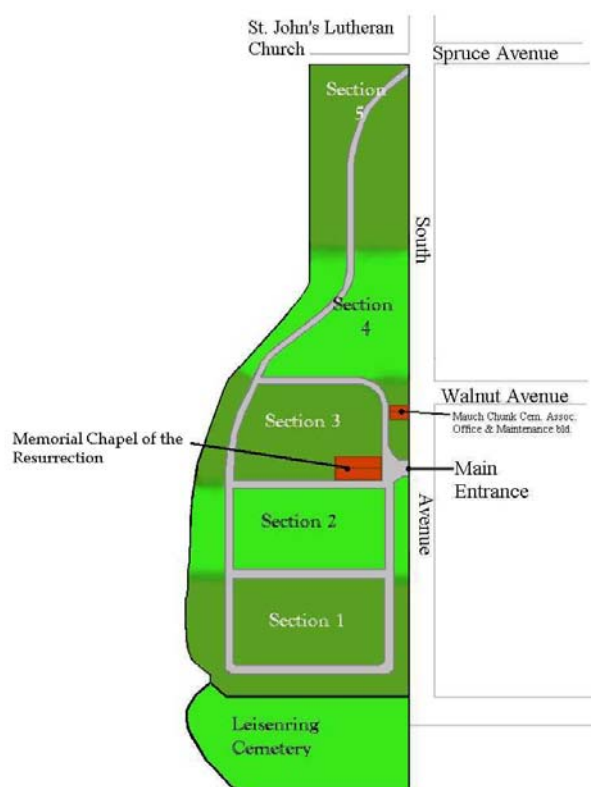 St. John's Lutheran
Church
Spruce Avenue
Section
5
South
Section
4
Walnut Avenue
Mauch Chunk Cem. Assoc.
Office & Maintenance bld.
Section 3
Memorial Chapel of the
Resurrection
Main
Entrance
Section 2
Avenue
Section 1
Leisenring
Cemetery